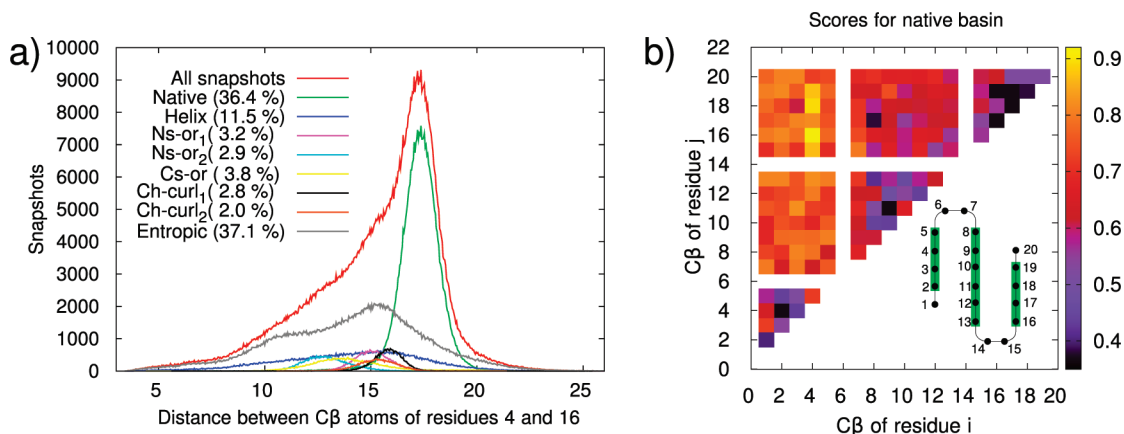 a)
10000
9000
8000
7000
6000
5000
4000
3000
2000
1000
0
Snapshots
All snapshots
Native (36.4 %)
Helix (11.5 %)
Ns-or1( 3.2 %)
Ns-or2( 2.9 %)
Cs-or ( 3.8 %)
Ch-curl1( 2.8 %)
Ch-curl2( 2.0 %)
Entropic (37.1 %)
5 10 15 20 25
Distance between Cβ atoms of residues 4 and 16
b)
Scores for native basin
22
20
18
16
14
12
10
8
6
4
2
0
Cβ of residue j
0 2 4 6 8 10 12 14 16 18 20
Cβ of residue i
6 7
5 8
4 9 20
3 10 19
2 11 18
1 12 17
13 16
14 15
0.9
0.8
0.7
0.6
0.5
0.4